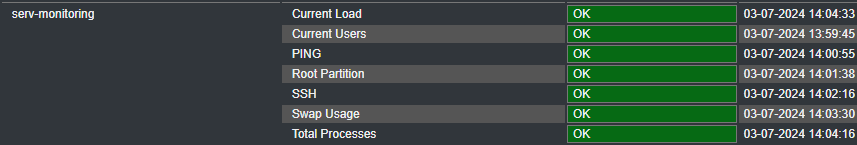 serv-monitoring Current Load OK 03-07-2024 14:04:33
Current Users OK 03-07-2024 13:59:45
PING OK 03-07-2024 14:00:55
Root Partition OK 03-07-2024 14:01:38
SSH OK 03-07-2024 14:02:16
Swap Usage OK 03-07-2024 14:03:30
Total Processes OK 03-07-2024 14:04:16